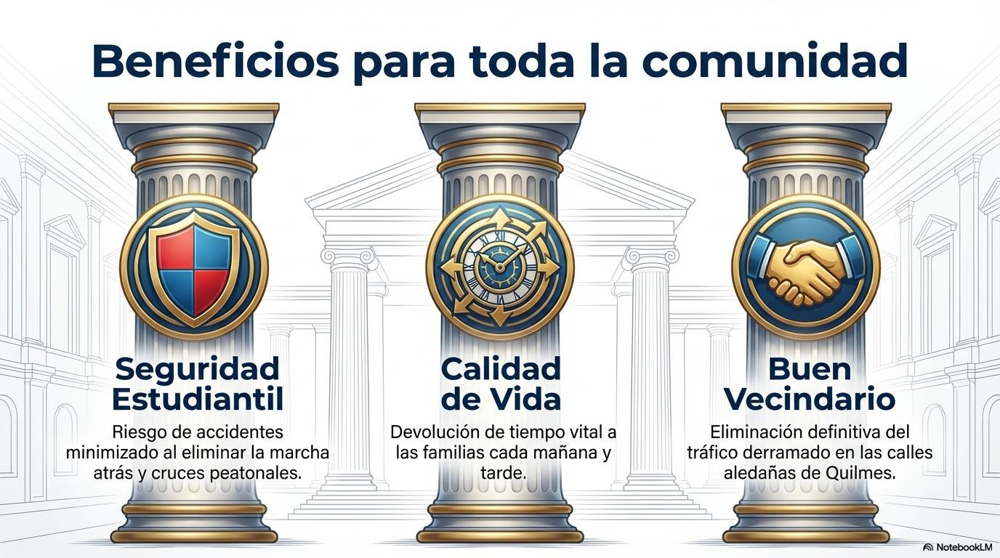 Beneficios para toda la comunidad
Seguridad
Estudiantil
Riesgo de accidentes
minimizado al eliminar la marcha
atrás y cruces peatonales.
Calidad
de Vida
Devolución de tiempo vital a
las familias cada mañana y
tarde.
Buen
Vecindario
Eliminación definitiva del
tráfico derramado en las calles
aledañas de Quilmes.
NotebookLM